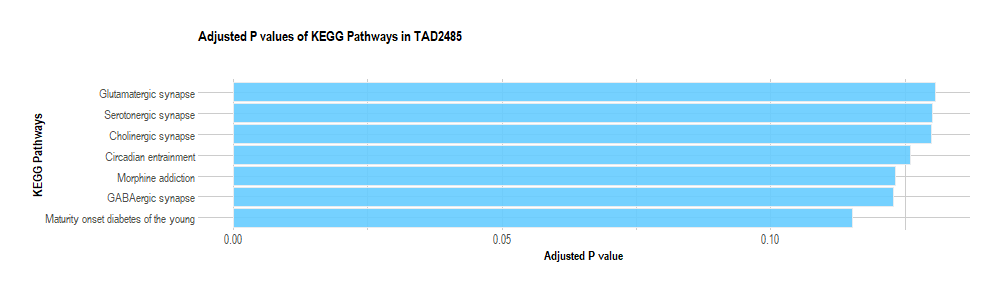 Adjusted P values of KEGG Pathways in TAD2485
KEGG Pathways
Glutamatergic synapse
Serotonergic synapse
Cholinergic synapse
Circadian entrainment
Morphine addiction
GABAergic synapse
Maturity onset diabetes of the young
0.00
0.05
0.10
Adjusted P value